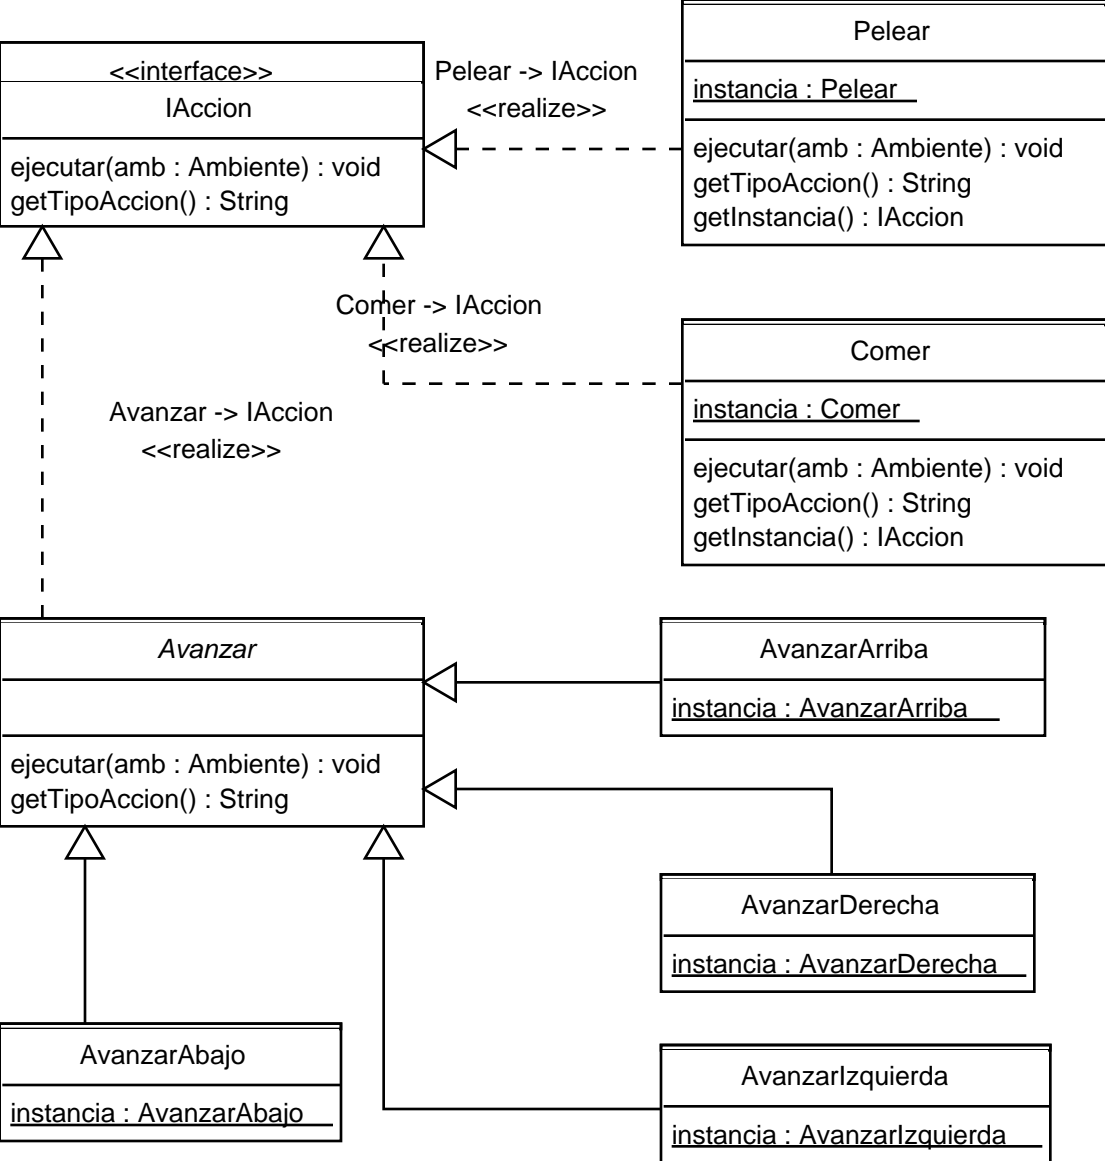 <<interface>>
IAccion
ejecutar(amb : Ambiente) : void
getTipoAccion() : String
Pelear -> IAccion
<<realize>>
Pelear
instancia : Pelear
ejecutar(amb : Ambiente) : void
getTipoAccion() : String
getInstancia() : IAccion
Comer -> IAccion
<<realize>>
Comer
instancia : Comer
ejecutar(amb : Ambiente) : void
getTipoAccion() : String
getInstancia() : IAccion
Avanzar -> IAccion
<<realize>>
Avanzar
ejecutar(amb : Ambiente) : void
getTipoAccion() : String
AvanzarArriba
instancia : AvanzarArriba
AvanzarDerecha
instancia : AvanzarDerecha
AvanzarAbajo
instancia : AvanzarAbajo
AvanzarIzquierda
instancia : AvanzarIzquierda